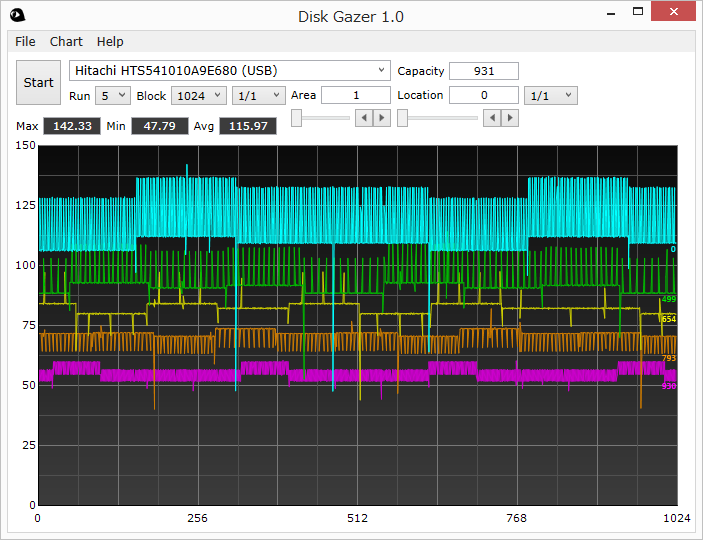 Disk Gazer 1.0
File Chart Help
Start
Hitachi HTS541010A9E680 (USB)
Capacity 931
Run 5 Block 1024 1/1 Area 1 Location 0 1/1
Max 142.33 Min 47.79 Avg 115.97
150
125
100
75
50
25
0
0
499
654
793
930
0 256 512 768 1024